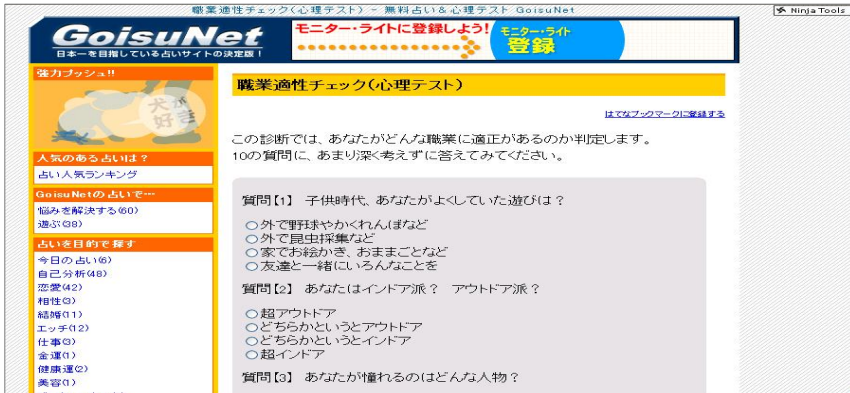 職業適性チェック(心理テスト) - 無料占い&心理テスト GoisuNet
Ninja Tools
GoisuNet
日本一を目指している占いサイトの決定版!
モニター・ライトに登録しよう!
モニター・ライト
登録
強力プッシュ!!
犬が
好き
人気のある占いは?
占い人気ランキング
GoisuNetの占いで…
悩みを解決する(60)
遊ぶ(38)
占いを目的で探す
今日の占い(6)
自己分析(48)
恋愛(42)
相性(3)
結婚(11)
エッチ(12)
仕事(3)
金運(1)
健康運(2)
美容(1)
職業適性チェック(心理テスト)
はてなブックマークに登録する
この診断では、あなたがどんな職業に適正があるのか判定します。
10の質問に、あまり深く考えずに答えてみてください。
質問【1】 子供時代、あなたがよくしていた遊びは?
外で野球やかくれんぼなど
外で昆虫採集など
家でお絵かき、おままごとなど
友達と一緒にいろんなことを
質問【2】 あなたはインドア派? アウトドア派?
超アウトドア
どちらかというとアウトドア
どちらかというとインドア
超インドア
質問【3】 あなたが憧れるのはどんな人物?